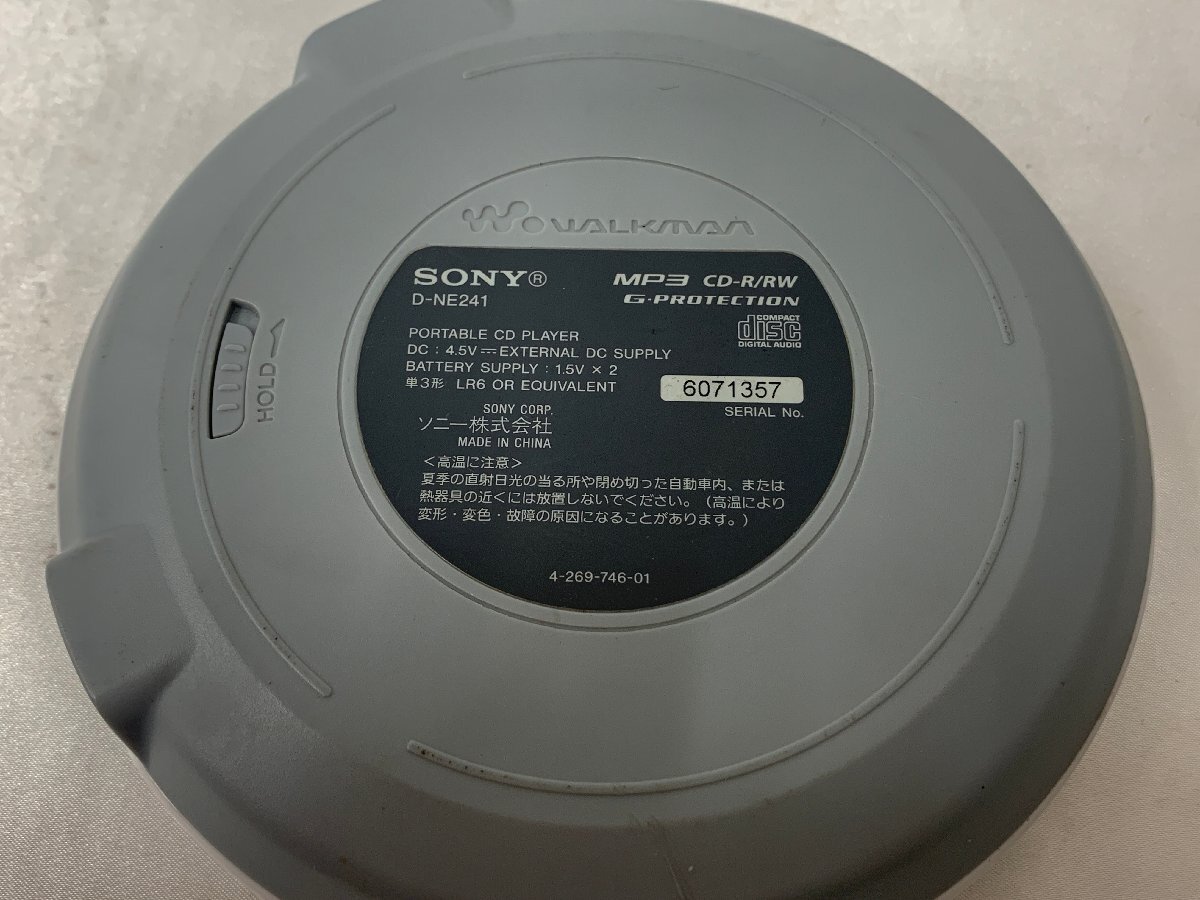 WALKMAN
SONY®
MP3 CD-R/RW
D-NE241
G-PROTECTION
COMPACT
disc
DIGITAL AUDIO
PORTABLE CD PLAYER
DC : 4.5V ⎓ EXTERNAL DC SUPPLY
BATTERY SUPPLY : 1.5V × 2
単3形 LR6 OR EQUIVALENT
6071357
SERIAL No.
SONY CORP.
ソニー株式会社
MADE IN CHINA
<高温に注意>
夏季の直射日光の当る所や閉め切った自動車内、または
熱器具の近くには放置しないでください。(高温により
変形・変色・故障の原因になることがあります。)
4-269-746-01
HOLD